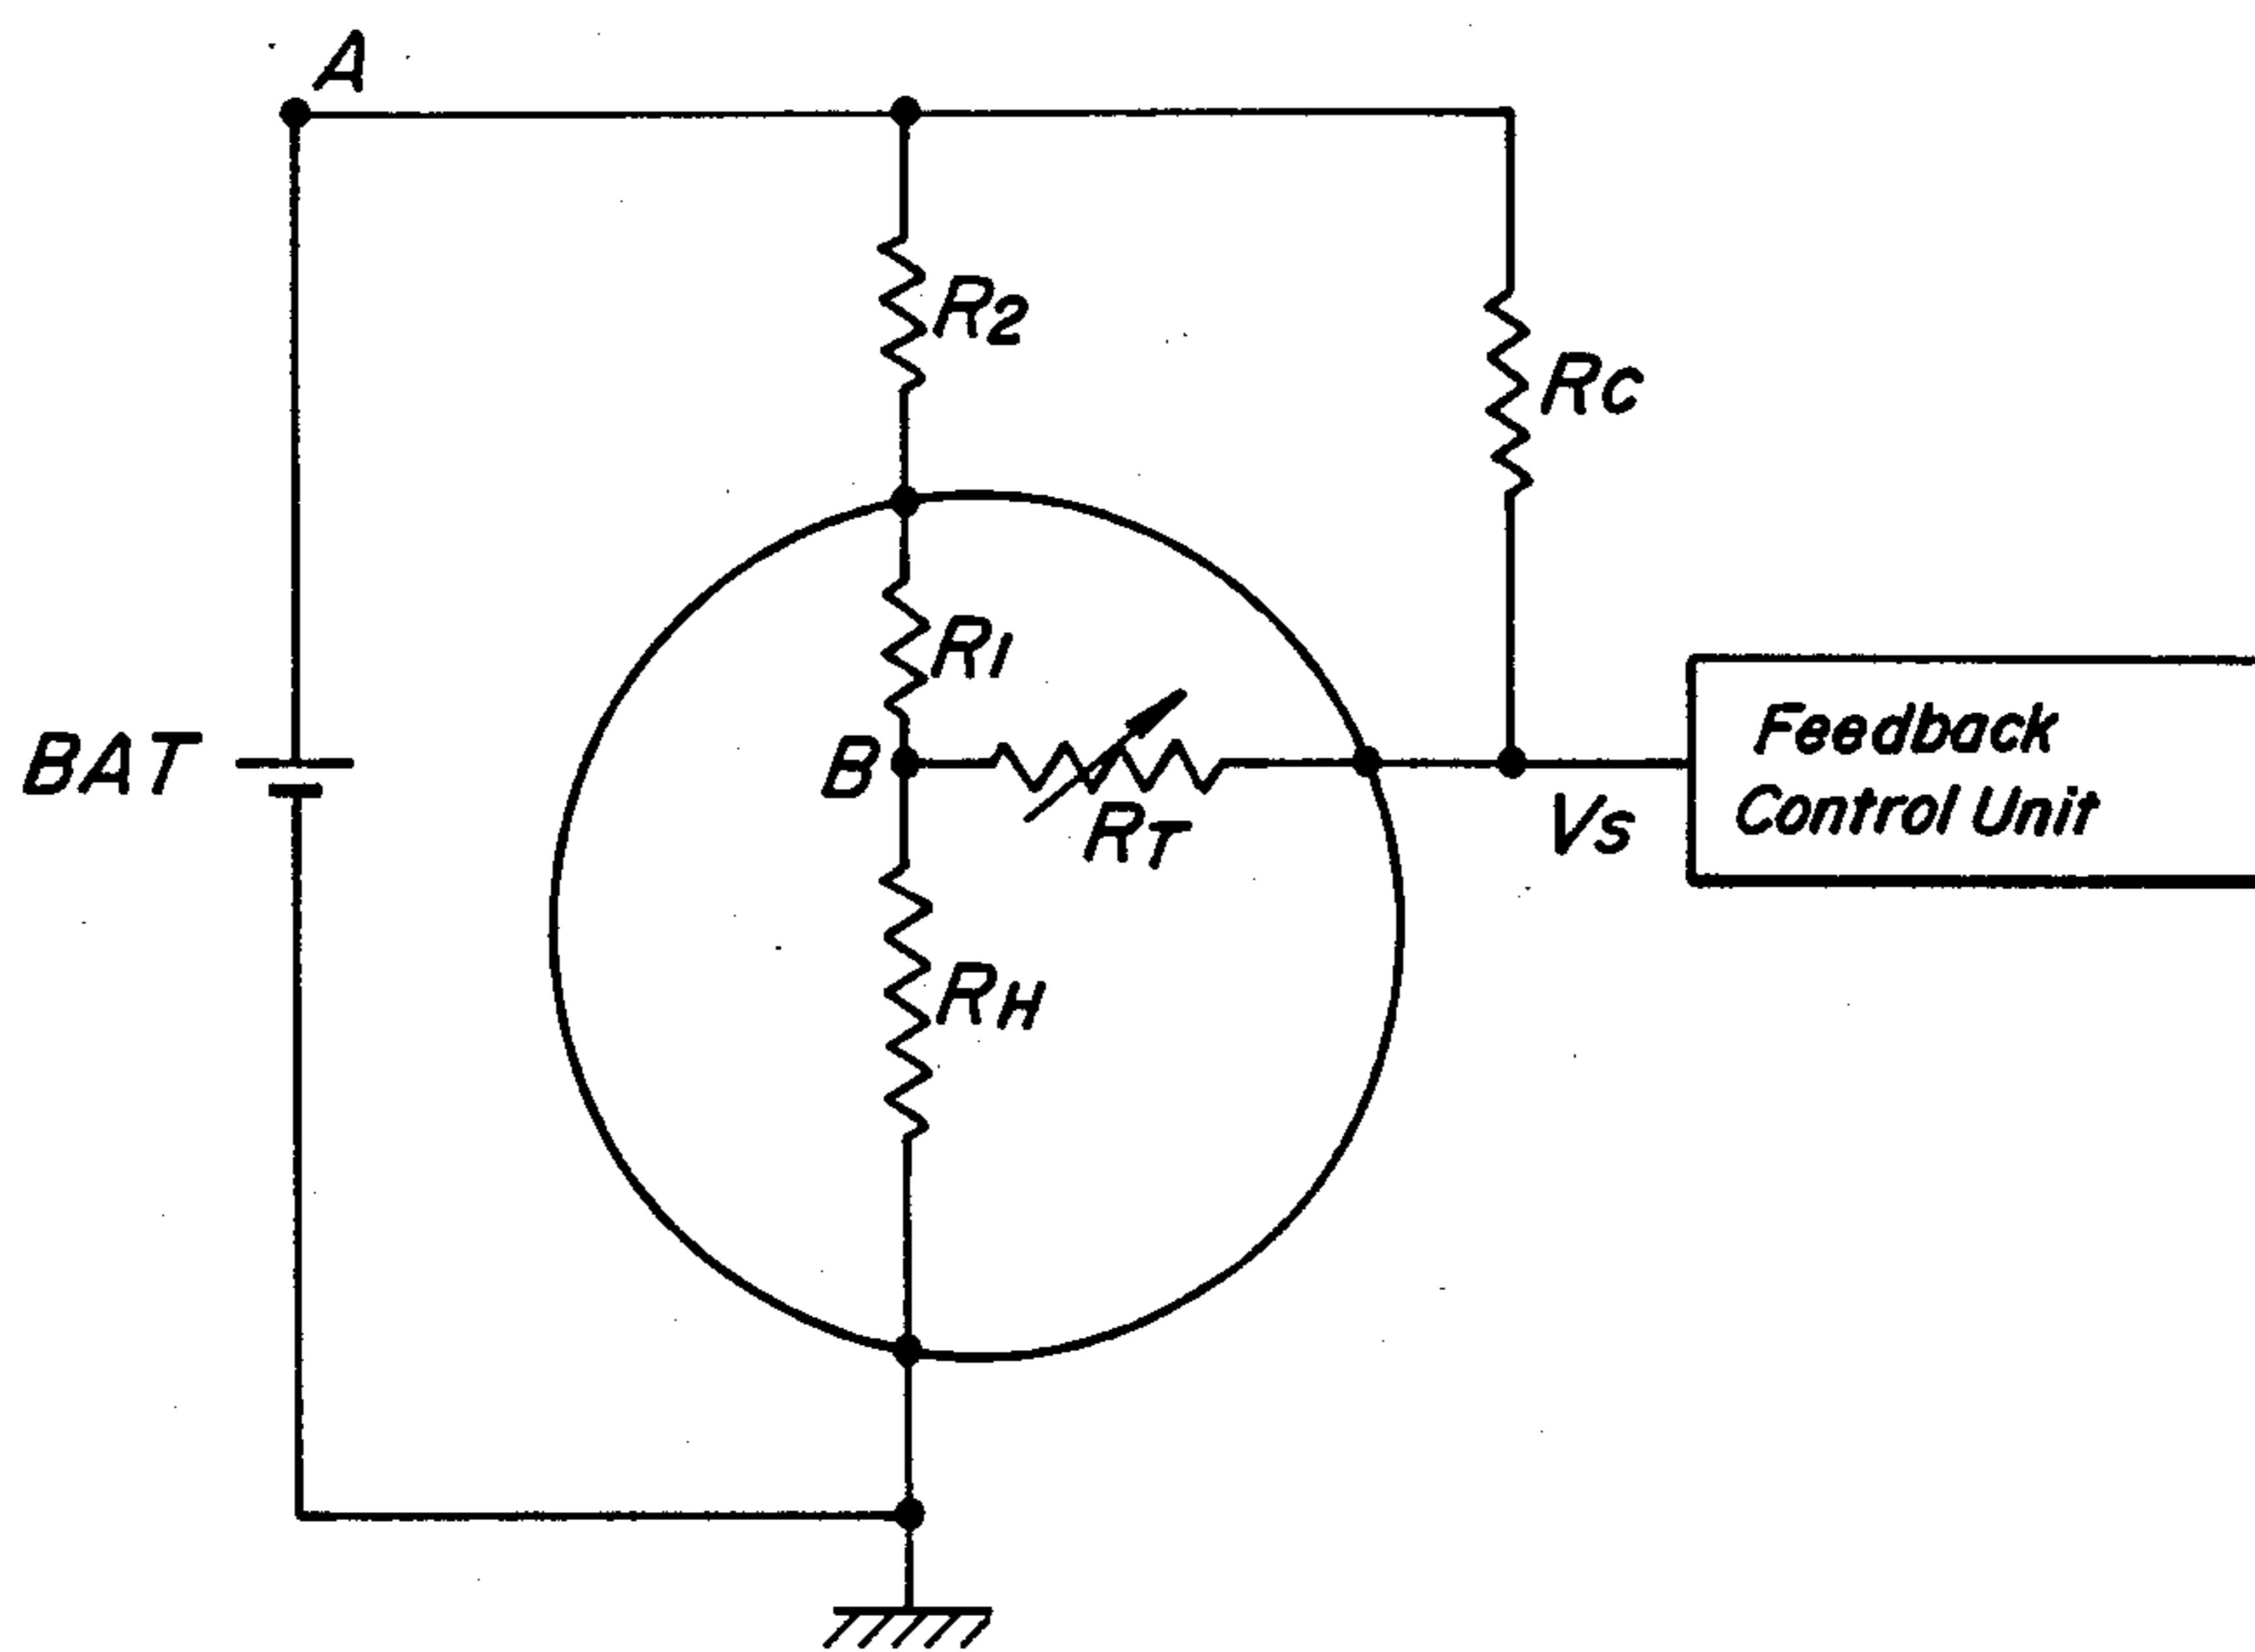 A
R2
RC
R1
BAT
B
RT
Vs
Feedback
Control Unit
RH